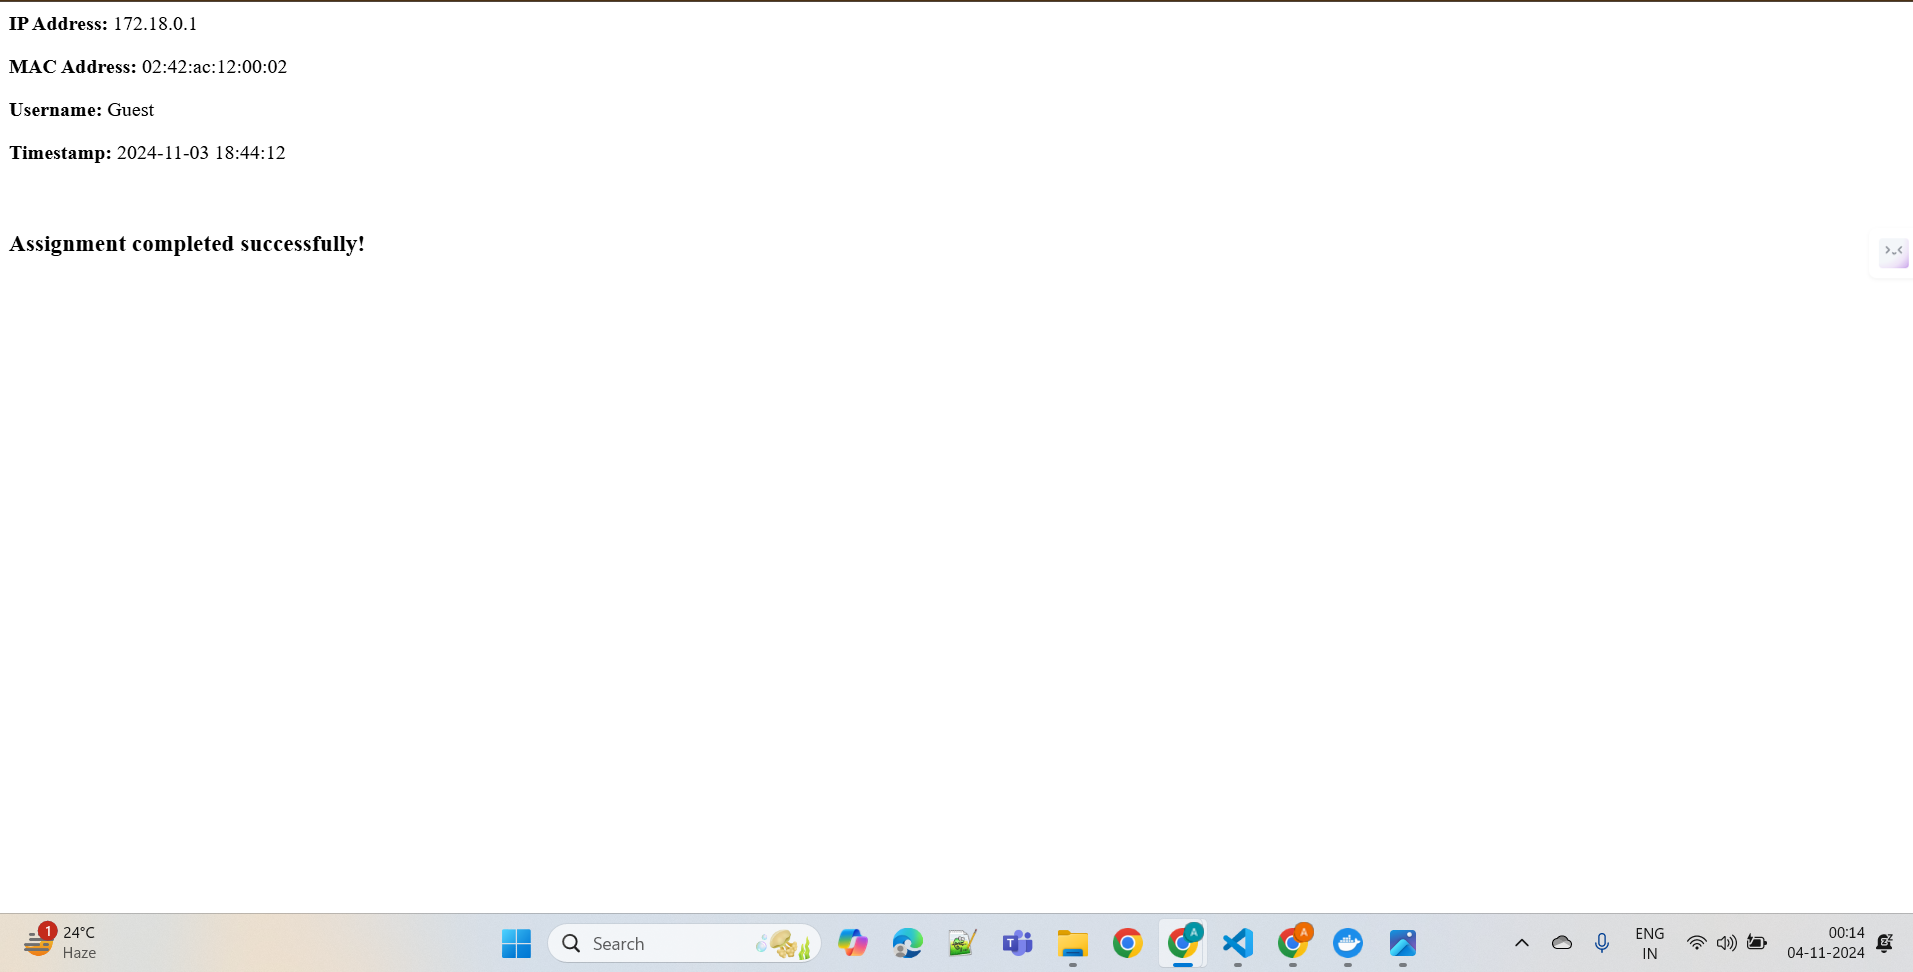 IP Address: 172.18.0.1
MAC Address: 02:42:ac:12:00:02
Username: Guest
Timestamp: 2024-11-03 18:44:12
Assignment completed successfully!
1
24°C
Haze
Search
T
A
A
ENG
IN
00:14
04-11-2024